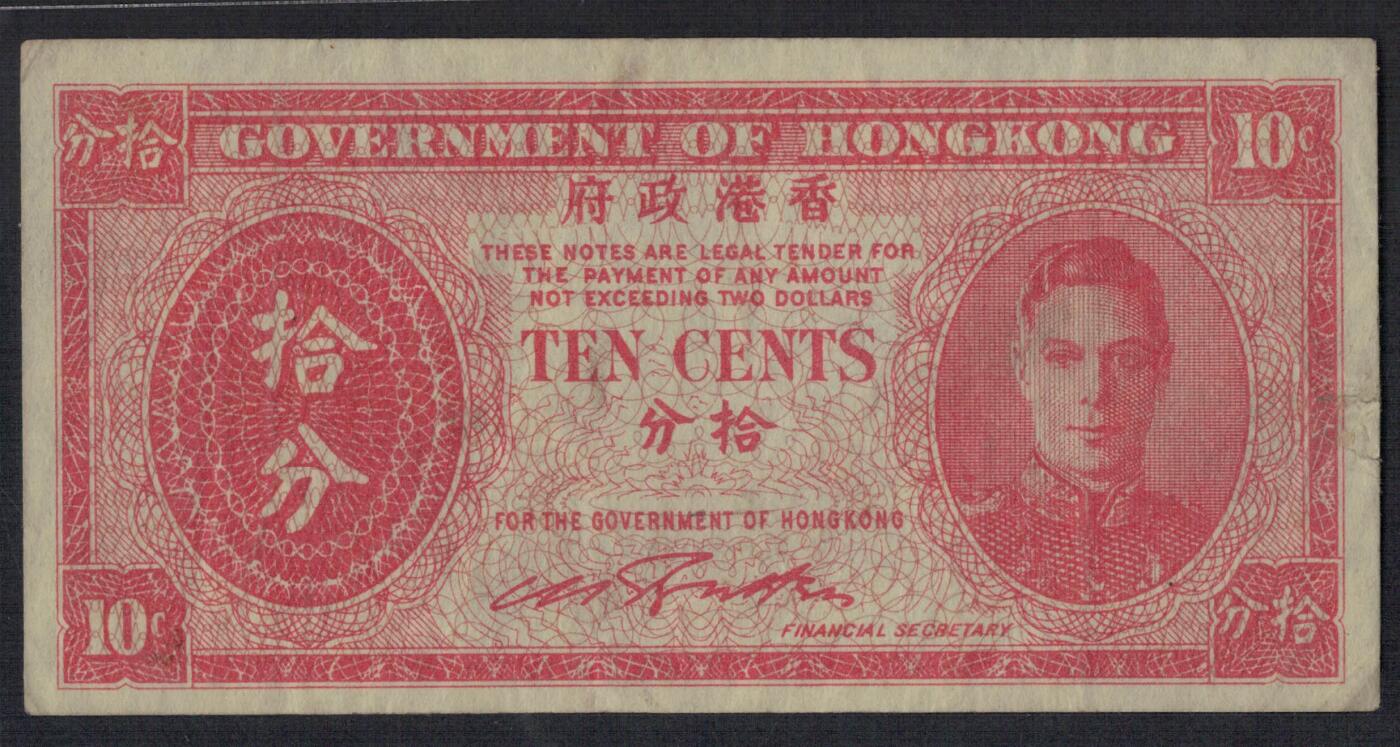 分拾
GOVERNMENT OF HONGKONG
10c
府政港香
THESE NOTES ARE LEGAL TENDER FOR
THE PAYMENT OF ANY AMOUNT
NOT EXCEEDING TWO DOLLARS
拾
分
TEN CENTS
分拾
FOR THE GOVERNMENT OF HONGKONG
FINANCIAL SECRETARY
10c
分拾